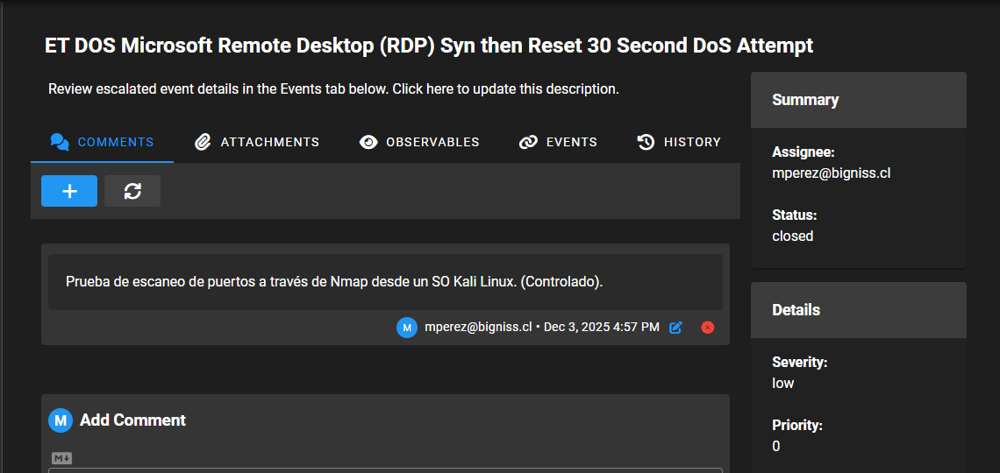 ET DOS Microsoft Remote Desktop (RDP) Syn then Reset 30 Second DoS Attempt
Review escalated event details in the Events tab below. Click here to update this description.
COMMENTS
ATTACHMENTS
OBSERVABLES
EVENTS
HISTORY
Prueba de escaneo de puertos a través de Nmap desde un SO Kali Linux. (Controlado).
M mperez@bigniss.cl • Dec 3, 2025 4:57 PM
M Add Comment
M
Summary
Assignee:
mperez@bigniss.cl
Status:
closed
Details
Severity:
low
Priority:
0